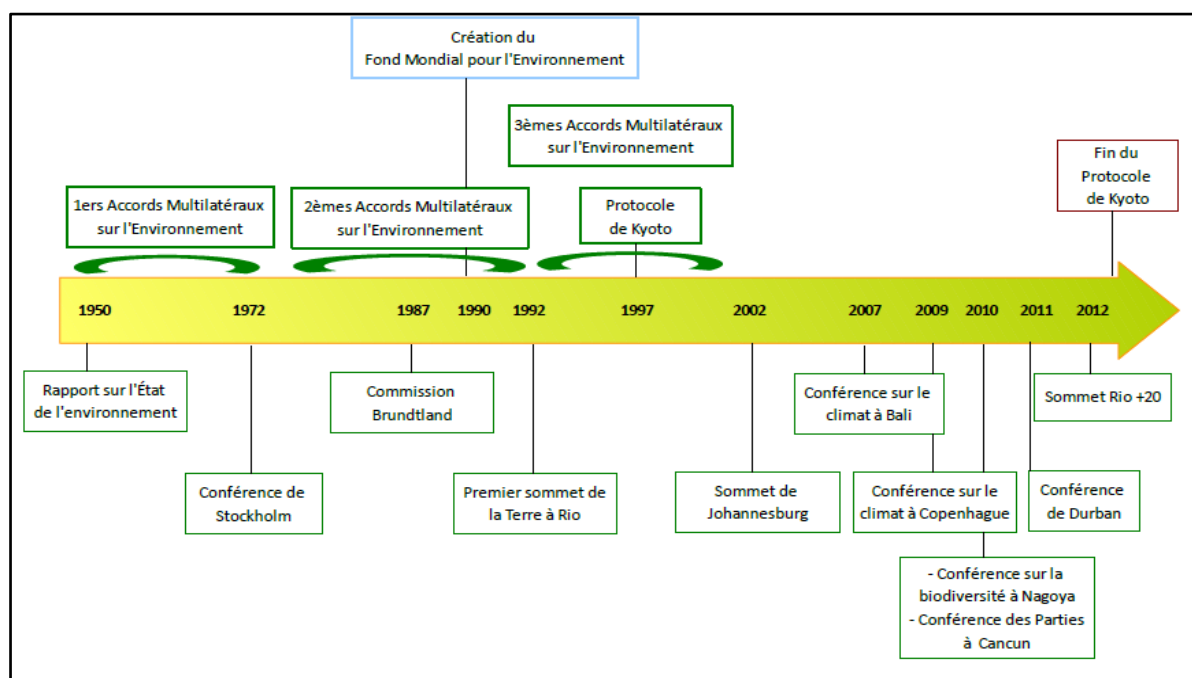 Création du
Fond Mondial pour l'Environnement
3èmes Accords Multilatéraux
sur l'Environnement
Fin du
Protocole
de Kyoto
1ers Accords Multilatéraux
sur l'Environnement
2èmes Accords Multilatéraux
sur l'Environnement
Protocole
de Kyoto
1950 1972 1987 1990 1992 1997 2002 2007 2009 2010 2011 2012
Rapport sur l'État
de l'environnement
Commission
Brundtland
Conférence sur le
climat à Bali
Sommet Rio +20
Conférence de
Stockholm
Premier sommet de
la Terre à Rio
Sommet de
Johannesburg
Conférence sur le
climat à Copenhague
Conférence
de Durban
- Conférence sur la
biodiversité à Nagoya
- Conférence des Parties
à Cancun